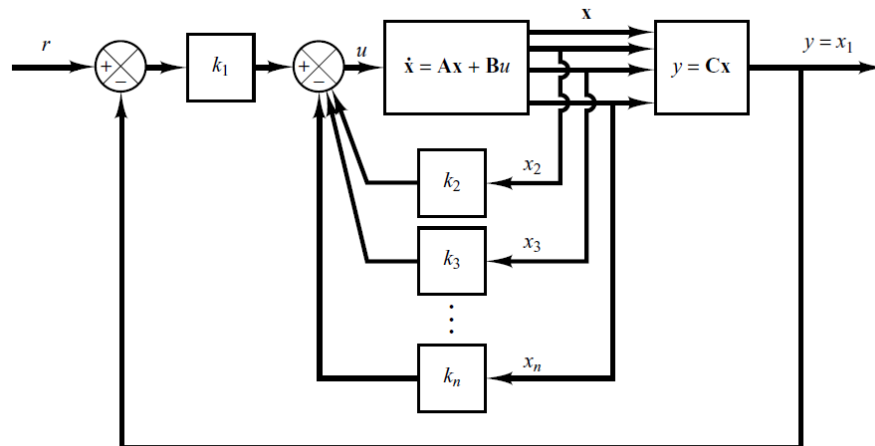 x
r
+
−
k₁
+
−
u
ẋ = Ax + Bu
y = Cx
y = x₁
k₂
x₂
k₃
x₃
⋮
kₙ
xₙ